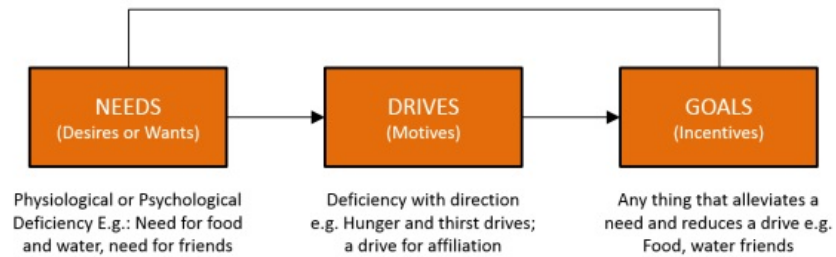 NEEDS
(Desires or Wants)
DRIVES
(Motives)
GOALS
(Incentives)
Physiological or Psychological
Deficiency E.g.: Need for food
and water, need for friends
Deficiency with direction
e.g. Hunger and thirst drives;
a drive for affiliation
Any thing that alleviates a
need and reduces a drive e.g.
Food, water friends